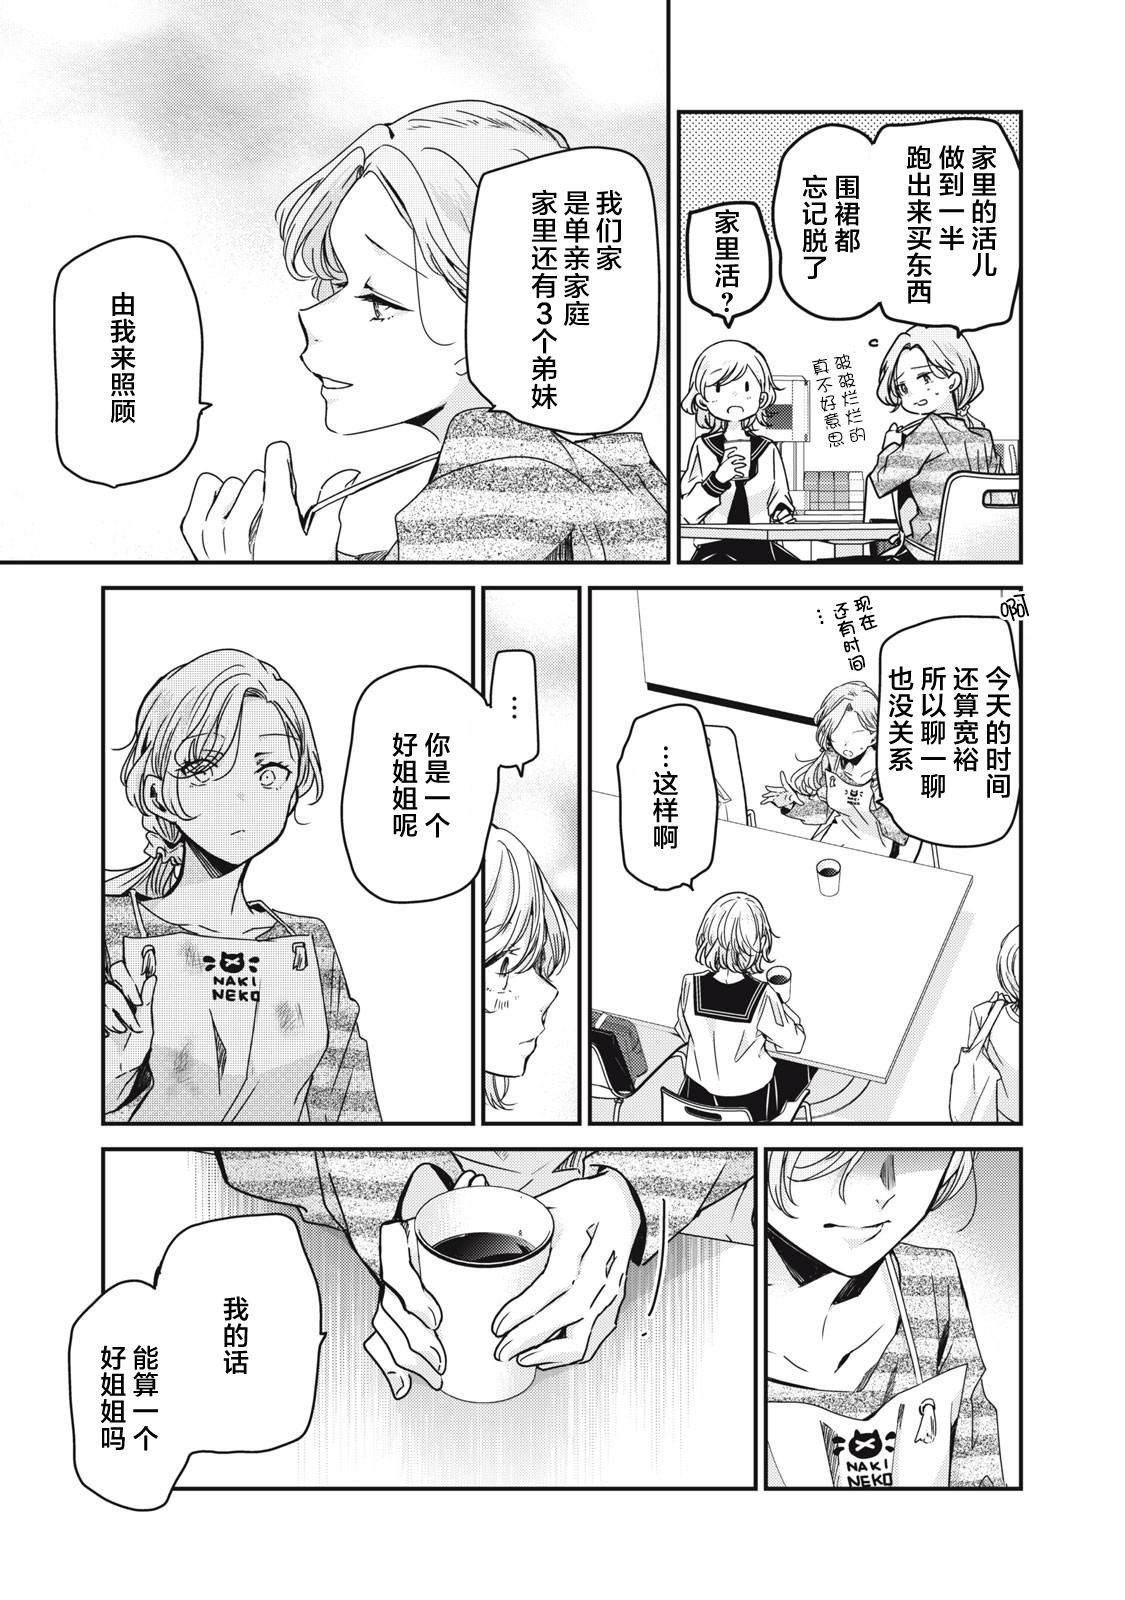 家里的活儿
做到一半
跑出来买东西
围裙都
忘记脱了
家里活?
破破烂烂的
真不好意思
我们家
是单亲家庭
家里还有3个弟妹
由我来照顾
啊
今天的时间
还算宽裕
所以聊一聊
也没关系
现在
还有时间
…
…这样啊
NAKI
NEKO
…
你是一个
好姐姐呢
NAKI
NEKO
NAKI
NEKO
我的话
能算一个
好姐姐吗